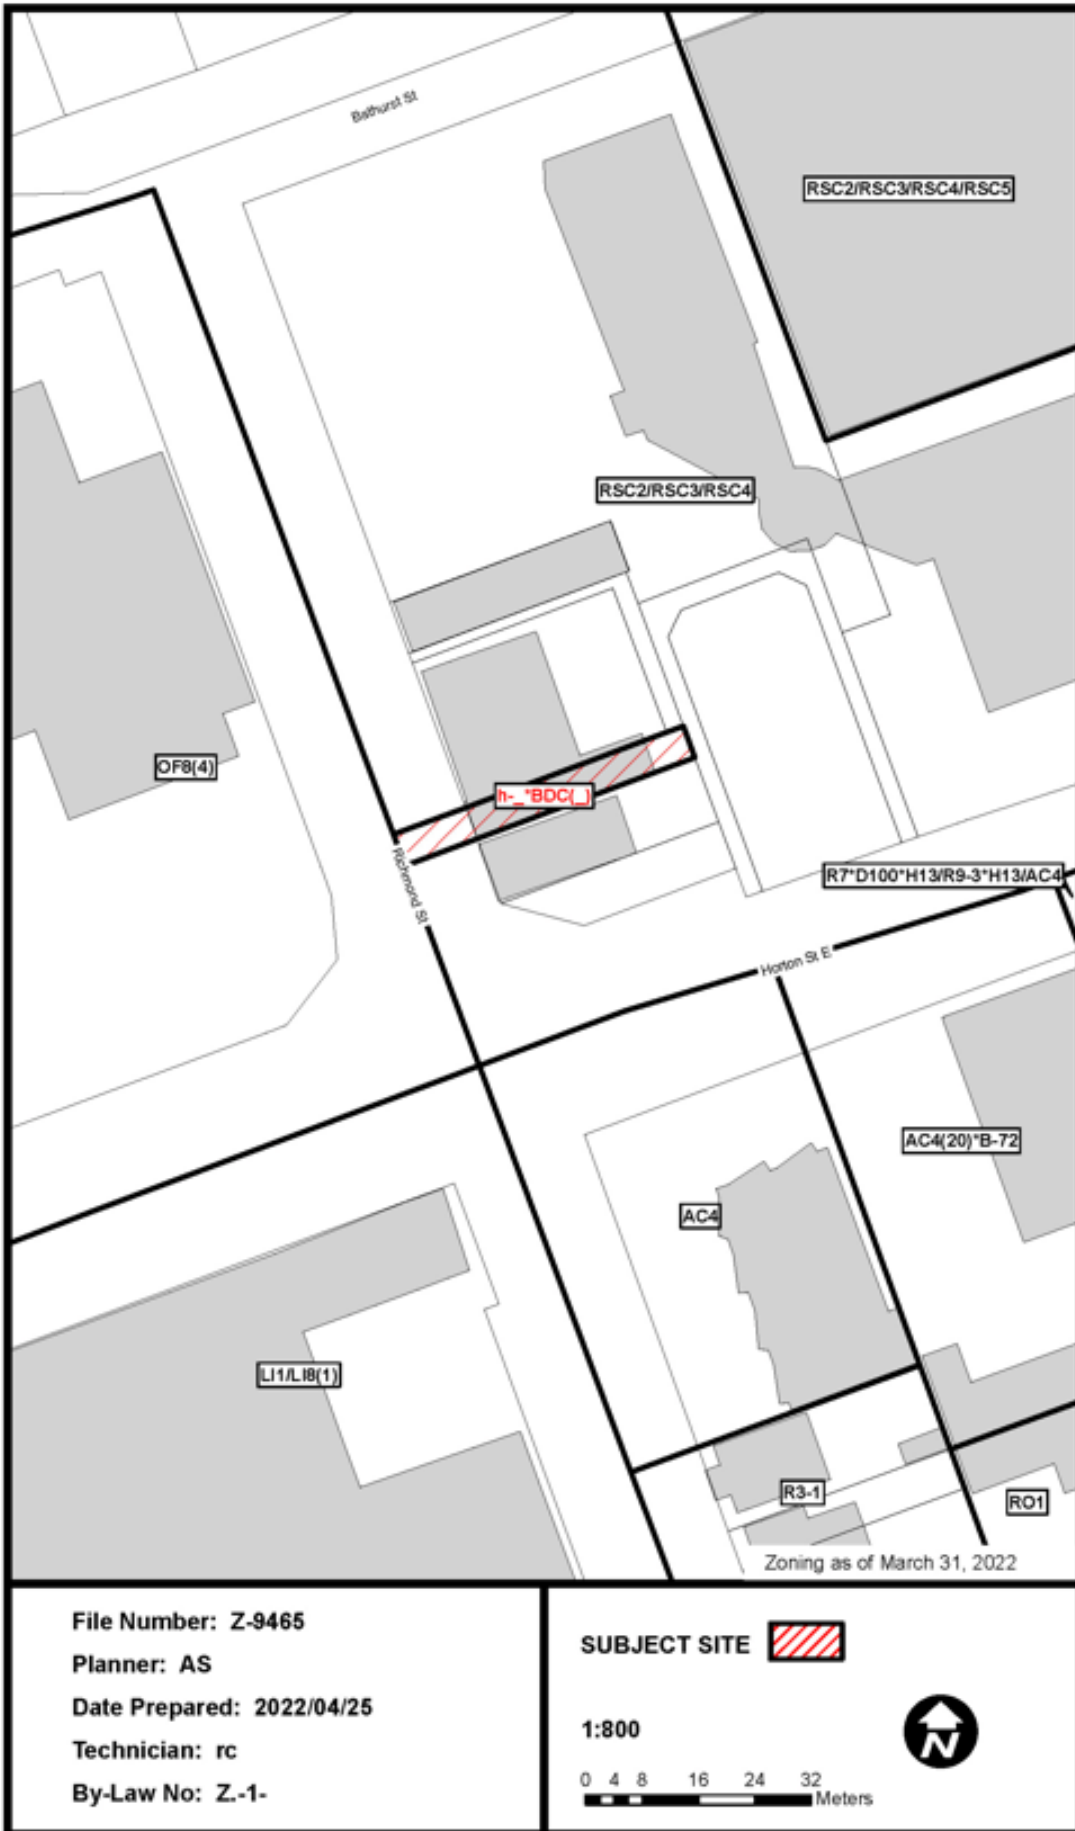 Bathurst St
RSC2/RSC3/RSC4/RSC5
RSC2/RSC3/RSC4
OF8(4)
h-_*BDC(_)
Richmond St
R7*D100*H13/R9-3*H13/AC4
Horton St E
AC4(20)*B-72
AC4
LI1/LI8(1)
R3-1
RO1
Zoning as of March 31, 2022
File Number: Z-9465
Planner: AS
Date Prepared: 2022/04/25
Technician: rc
By-Law No: Z.-1-
SUBJECT SITE
1:800
N
0 4 8 16 24 32
Meters